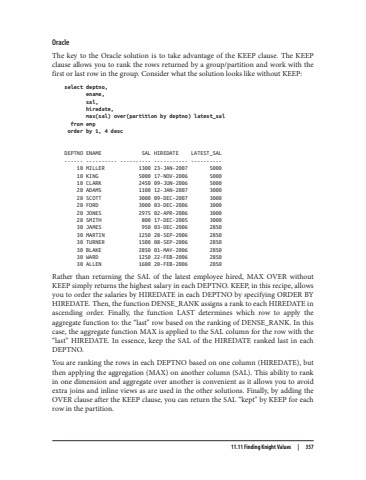 Oracle
The key to the Oracle solution is to take advantage of the KEEP clause. The KEEP
clause allows you to rank the rows returned by a group/partition and work with the
first or last row in the group. Consider what the solution looks like without KEEP:
select deptno,
ename,
sal,
hiredate,
max(sal) over(partition by deptno) latest_sal
from emp
order by 1, 4 desc
DEPTNO ENAME SAL HIREDATE LATEST_SAL
------ ---------- ---------- ----------- ----------
10 MILLER 1300 23-JAN-2007 5000
10 KING 5000 17-NOV-2006 5000
10 CLARK 2450 09-JUN-2006 5000
20 ADAMS 1100 12-JAN-2007 3000
20 SCOTT 3000 09-DEC-2007 3000
20 FORD 3000 03-DEC-2006 3000
20 JONES 2975 02-APR-2006 3000
20 SMITH 800 17-DEC-2005 3000
30 JAMES 950 03-DEC-2006 2850
30 MARTIN 1250 28-SEP-2006 2850
30 TURNER 1500 08-SEP-2006 2850
30 BLAKE 2850 01-MAY-2006 2850
30 WARD 1250 22-FEB-2006 2850
30 ALLEN 1600 20-FEB-2006 2850
Rather than returning the SAL of the latest employee hired, MAX OVER without
KEEP simply returns the highest salary in each DEPTNO. KEEP, in this recipe, allows
you to order the salaries by HIREDATE in each DEPTNO by specifying ORDER BY
HIREDATE. Then, the function DENSE_RANK assigns a rank to each HIREDATE in
ascending order. Finally, the function LAST determines which row to apply the
aggregate function to: the “last” row based on the ranking of DENSE_RANK. In this
case, the aggregate function MAX is applied to the SAL column for the row with the
“last” HIREDATE. In essence, keep the SAL of the HIREDATE ranked last in each
DEPTNO.
You are ranking the rows in each DEPTNO based on one column (HIREDATE), but
then applying the aggregation (MAX) on another column (SAL). This ability to rank
in one dimension and aggregate over another is convenient as it allows you to avoid
extra joins and inline views as are used in the other solutions. Finally, by adding the
OVER clause after the KEEP clause, you can return the SAL “kept” by KEEP for each
row in the partition.
11.11 Finding Knight Values | 357